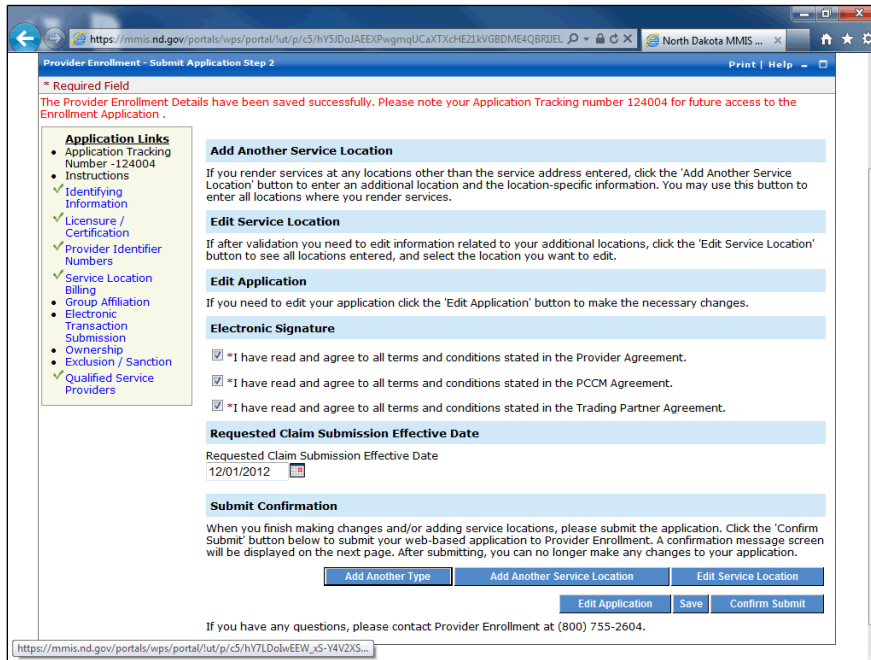 https://mmis.nd.gov/portals/wps/portal/!ut/p/c5/hY5JDoJAEEXPwgmqUCaXTXcHE21kVGBDME4QBRIJEL
North Dakota MMIS ...
Provider Enrollment - Submit Application Step 2
Print | Help
* Required Field
The Provider Enrollment Details have been saved successfully. Please note your Application Tracking number 124004 for future access to the
Enrollment Application .
Application Links
Application Tracking
Number -124004
Instructions
Identifying
Information
Licensure /
Certification
Provider Identifier
Numbers
Service Location
Billing
Group Affiliation
Electronic
Transaction
Submission
Ownership
Exclusion / Sanction
Qualified Service
Providers
Add Another Service Location
If you render services at any locations other than the service address entered, click the 'Add Another Service
Location' button to enter an additional location and the location-specific information. You may use this button to
enter all locations where you render services.
Edit Service Location
If after validation you need to edit information related to your additional locations, click the 'Edit Service Location'
button to see all locations entered, and select the location you want to edit.
Edit Application
If you need to edit your application click the 'Edit Application' button to make the necessary changes.
Electronic Signature
*I have read and agree to all terms and conditions stated in the Provider Agreement.
*I have read and agree to all terms and conditions stated in the PCCM Agreement.
*I have read and agree to all terms and conditions stated in the Trading Partner Agreement.
Requested Claim Submission Effective Date
Requested Claim Submission Effective Date
12/01/2012
Submit Confirmation
When you finish making changes and/or adding service locations, please submit the application. Click the 'Confirm
Submit' button below to submit your web-based application to Provider Enrollment. A confirmation message screen
will be displayed on the next page. After submitting, you can no longer make any changes to your application.
Add Another Type Add Another Service Location Edit Service Location
Edit Application Save Confirm Submit
If you have any questions, please contact Provider Enrollment at (800) 755-2604.
https://mmis.nd.gov/portals/wps/portal/!ut/p/c5/hY7LDoIwEEW_xS-Y4V2XS...